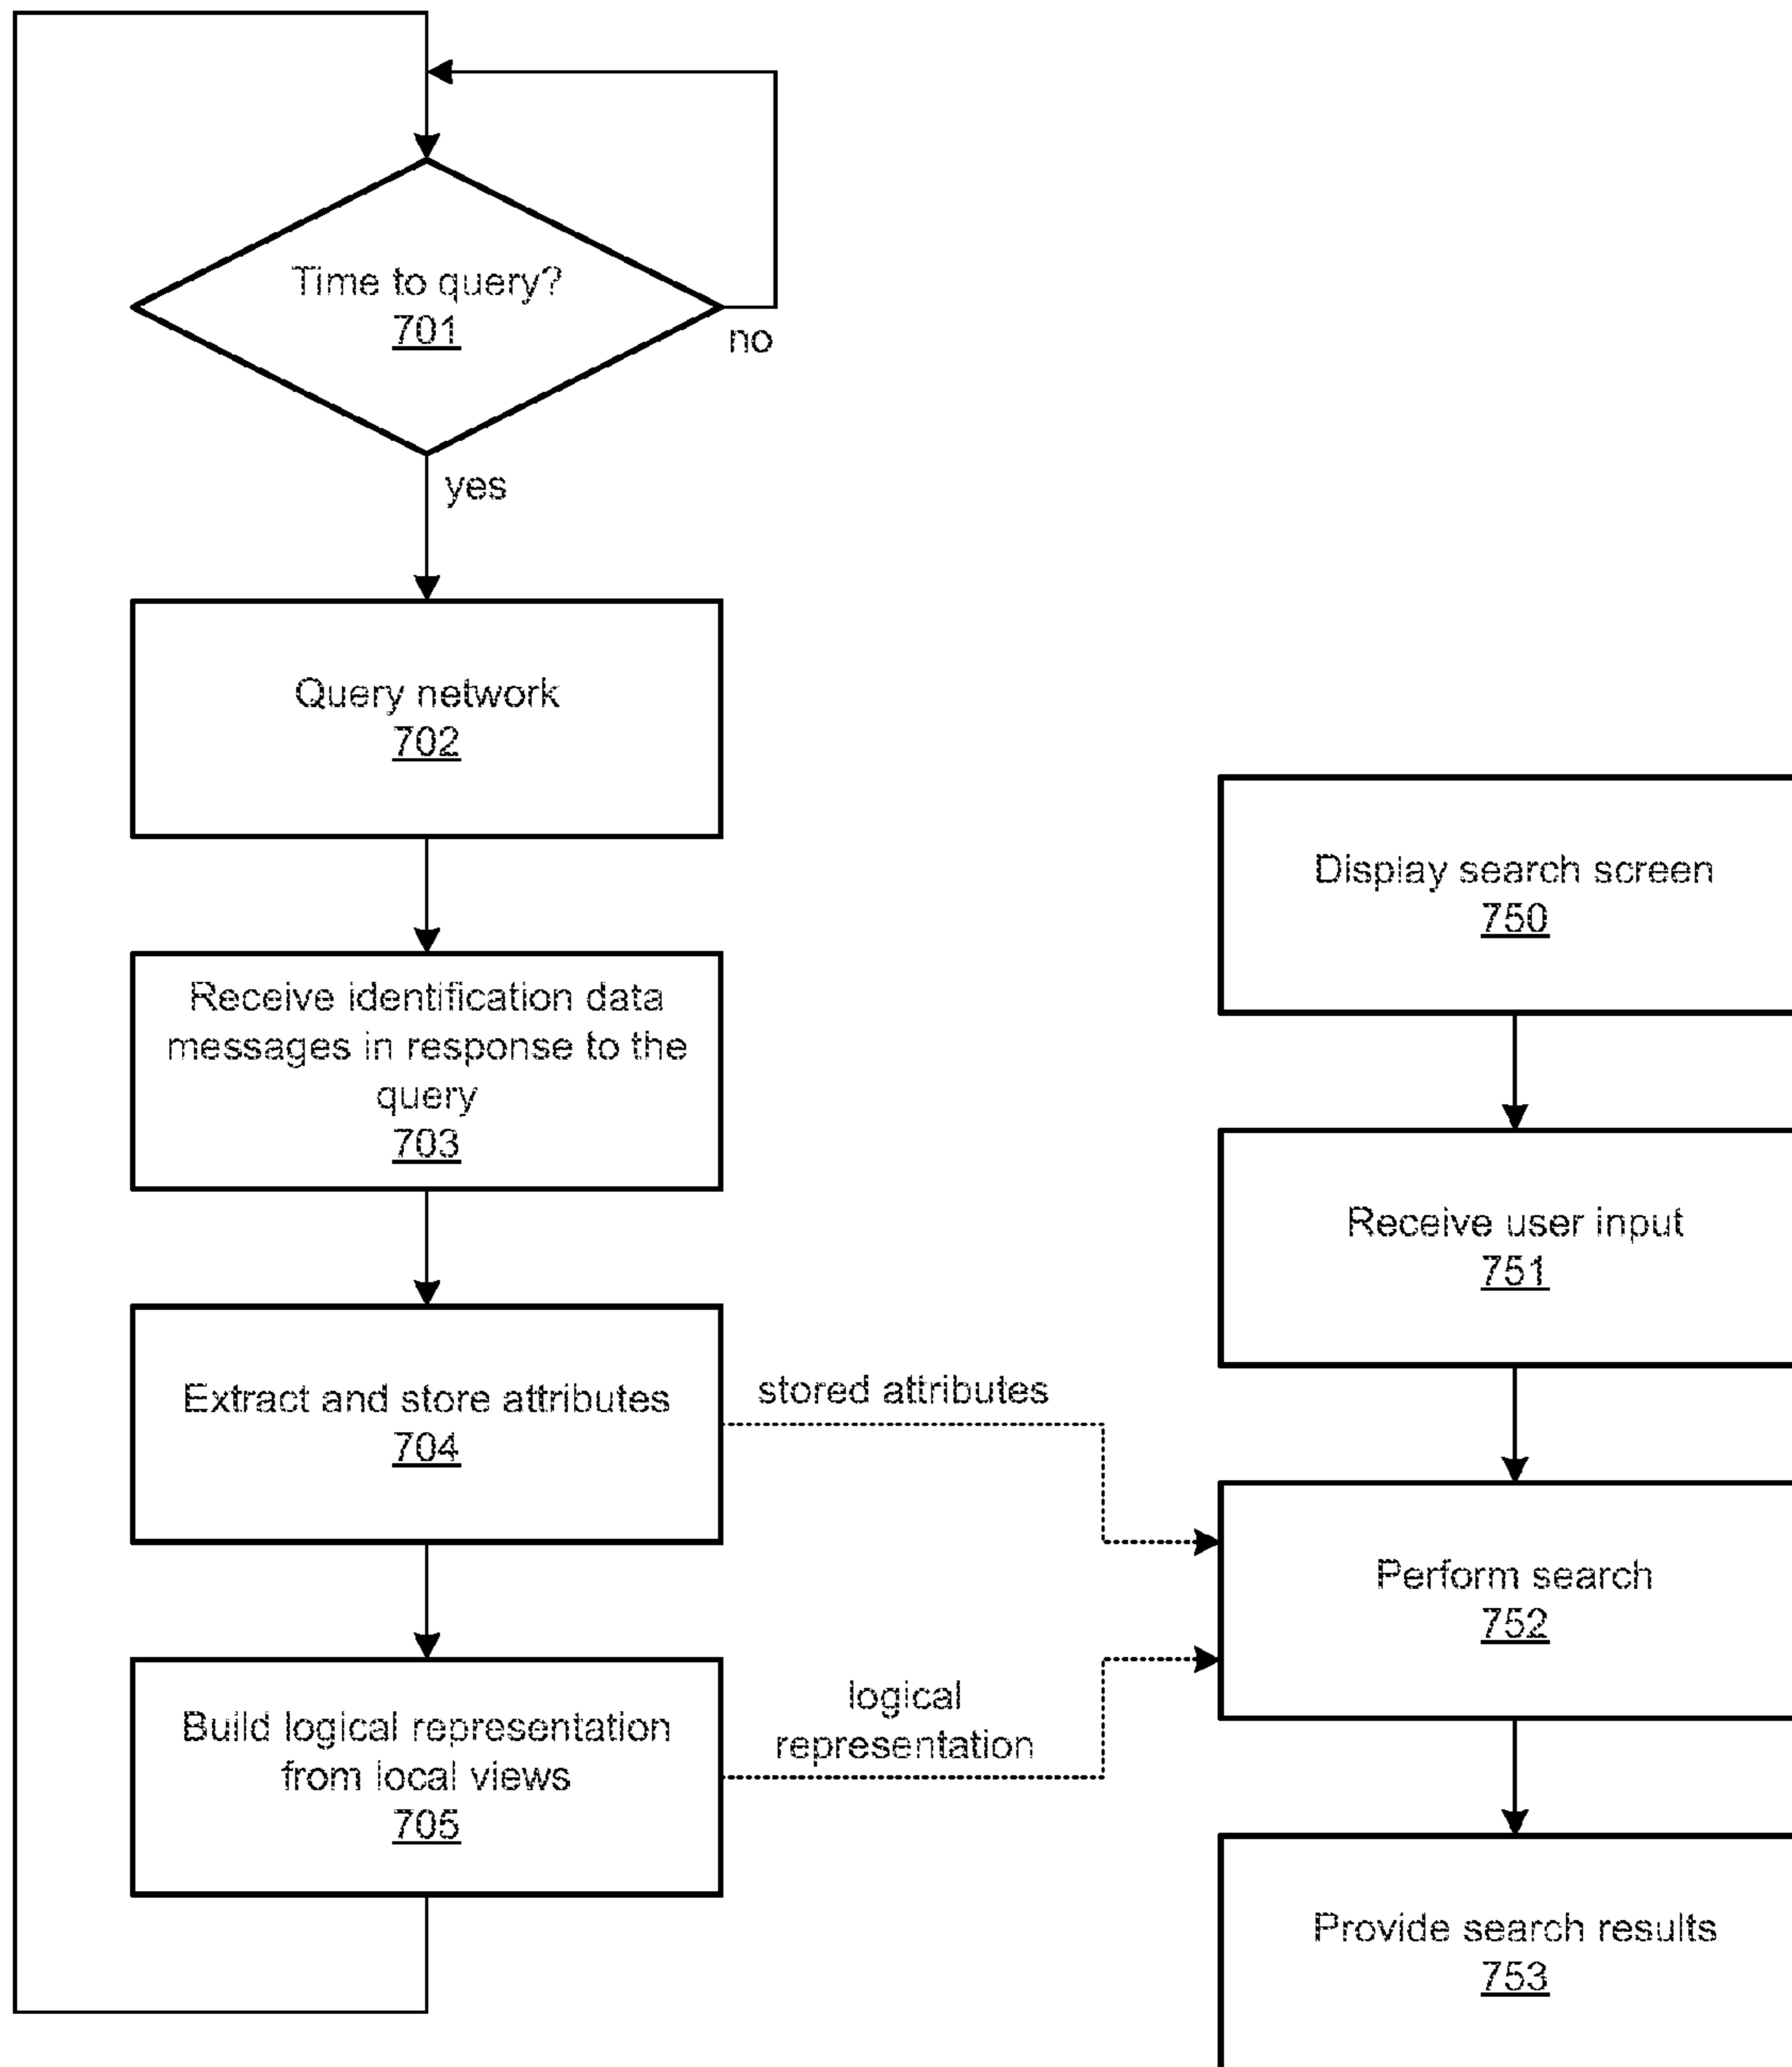 Time to query?
701
no
yes
Query network
702
Receive identification data
messages in response to the
query
703
Extract and store attributes
704
stored attributes
Build logical representation
from local views
705
logical
representation
Display search screen
750
Receive user input
751
Perform search
752
Provide search results
753